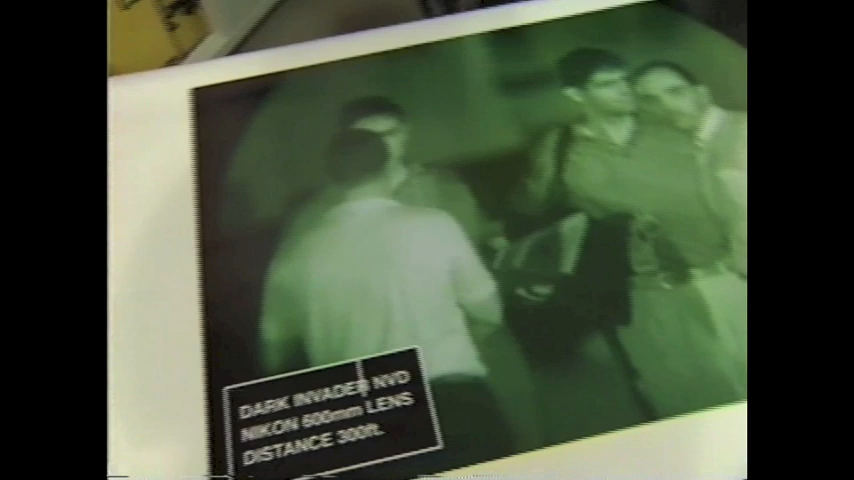 DARK INVADER NVD
NIKON 600mm LENS
DISTANCE 300ft.